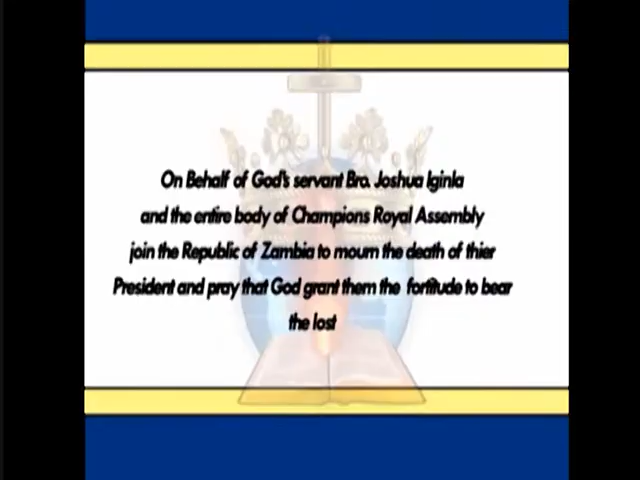 On Behalf of God's servant Bro. Joshua Iginla
and the entire body of Champions Royal Assembly
join the Republic of Zambia to mourn the death of thier
President and pray that God grant them the fortitude to bear
the lost